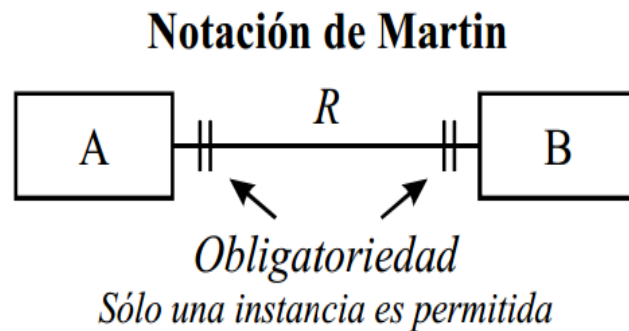 Notación de Martin
R
A
B
Obligatoriedad
Sólo una instancia es permitida